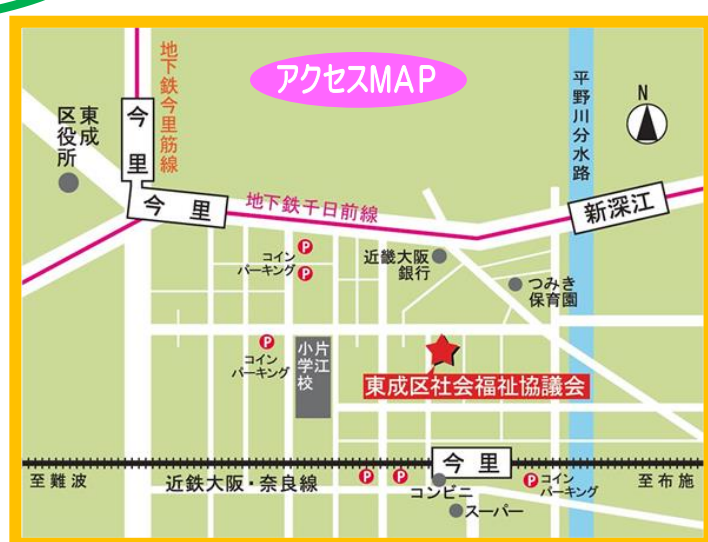 アクセスMAP
地下鉄今里筋線
平野川分水路
N
東成
区役所
今里
今里
地下鉄千日前線
新深江
コイン
パーキング
P
P
近畿大阪
銀行
つみき
保育園
P
コイン
パーキング
片江
小学校
東成区社会福祉協議会
今里
至難波
近鉄大阪・奈良線
P
P
コンビニ
P
コイン
パーキング
至布施
スーパー